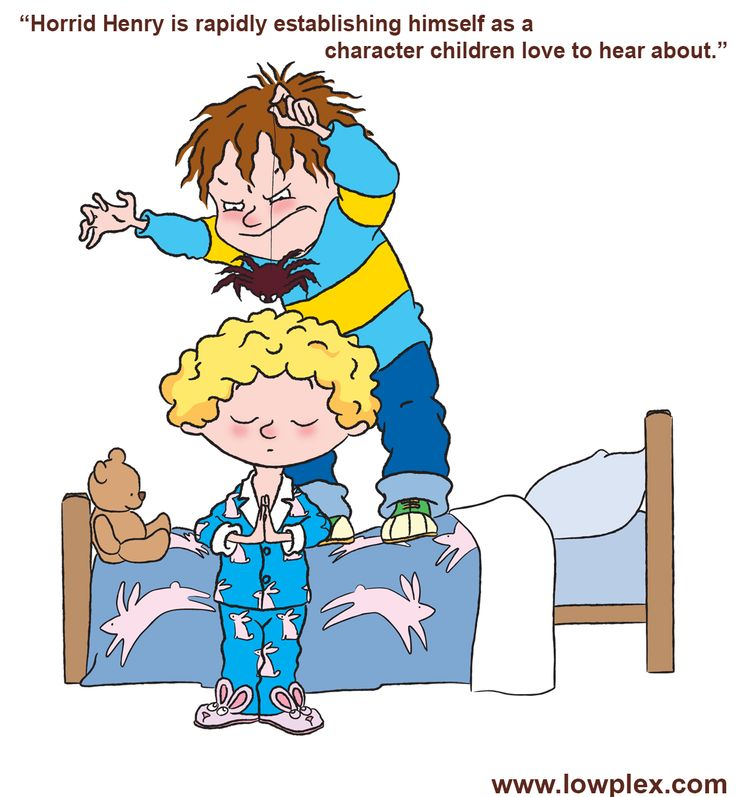 “Horrid Henry is rapidly establishing himself as a
character children love to hear about.”
www.lowplex.com